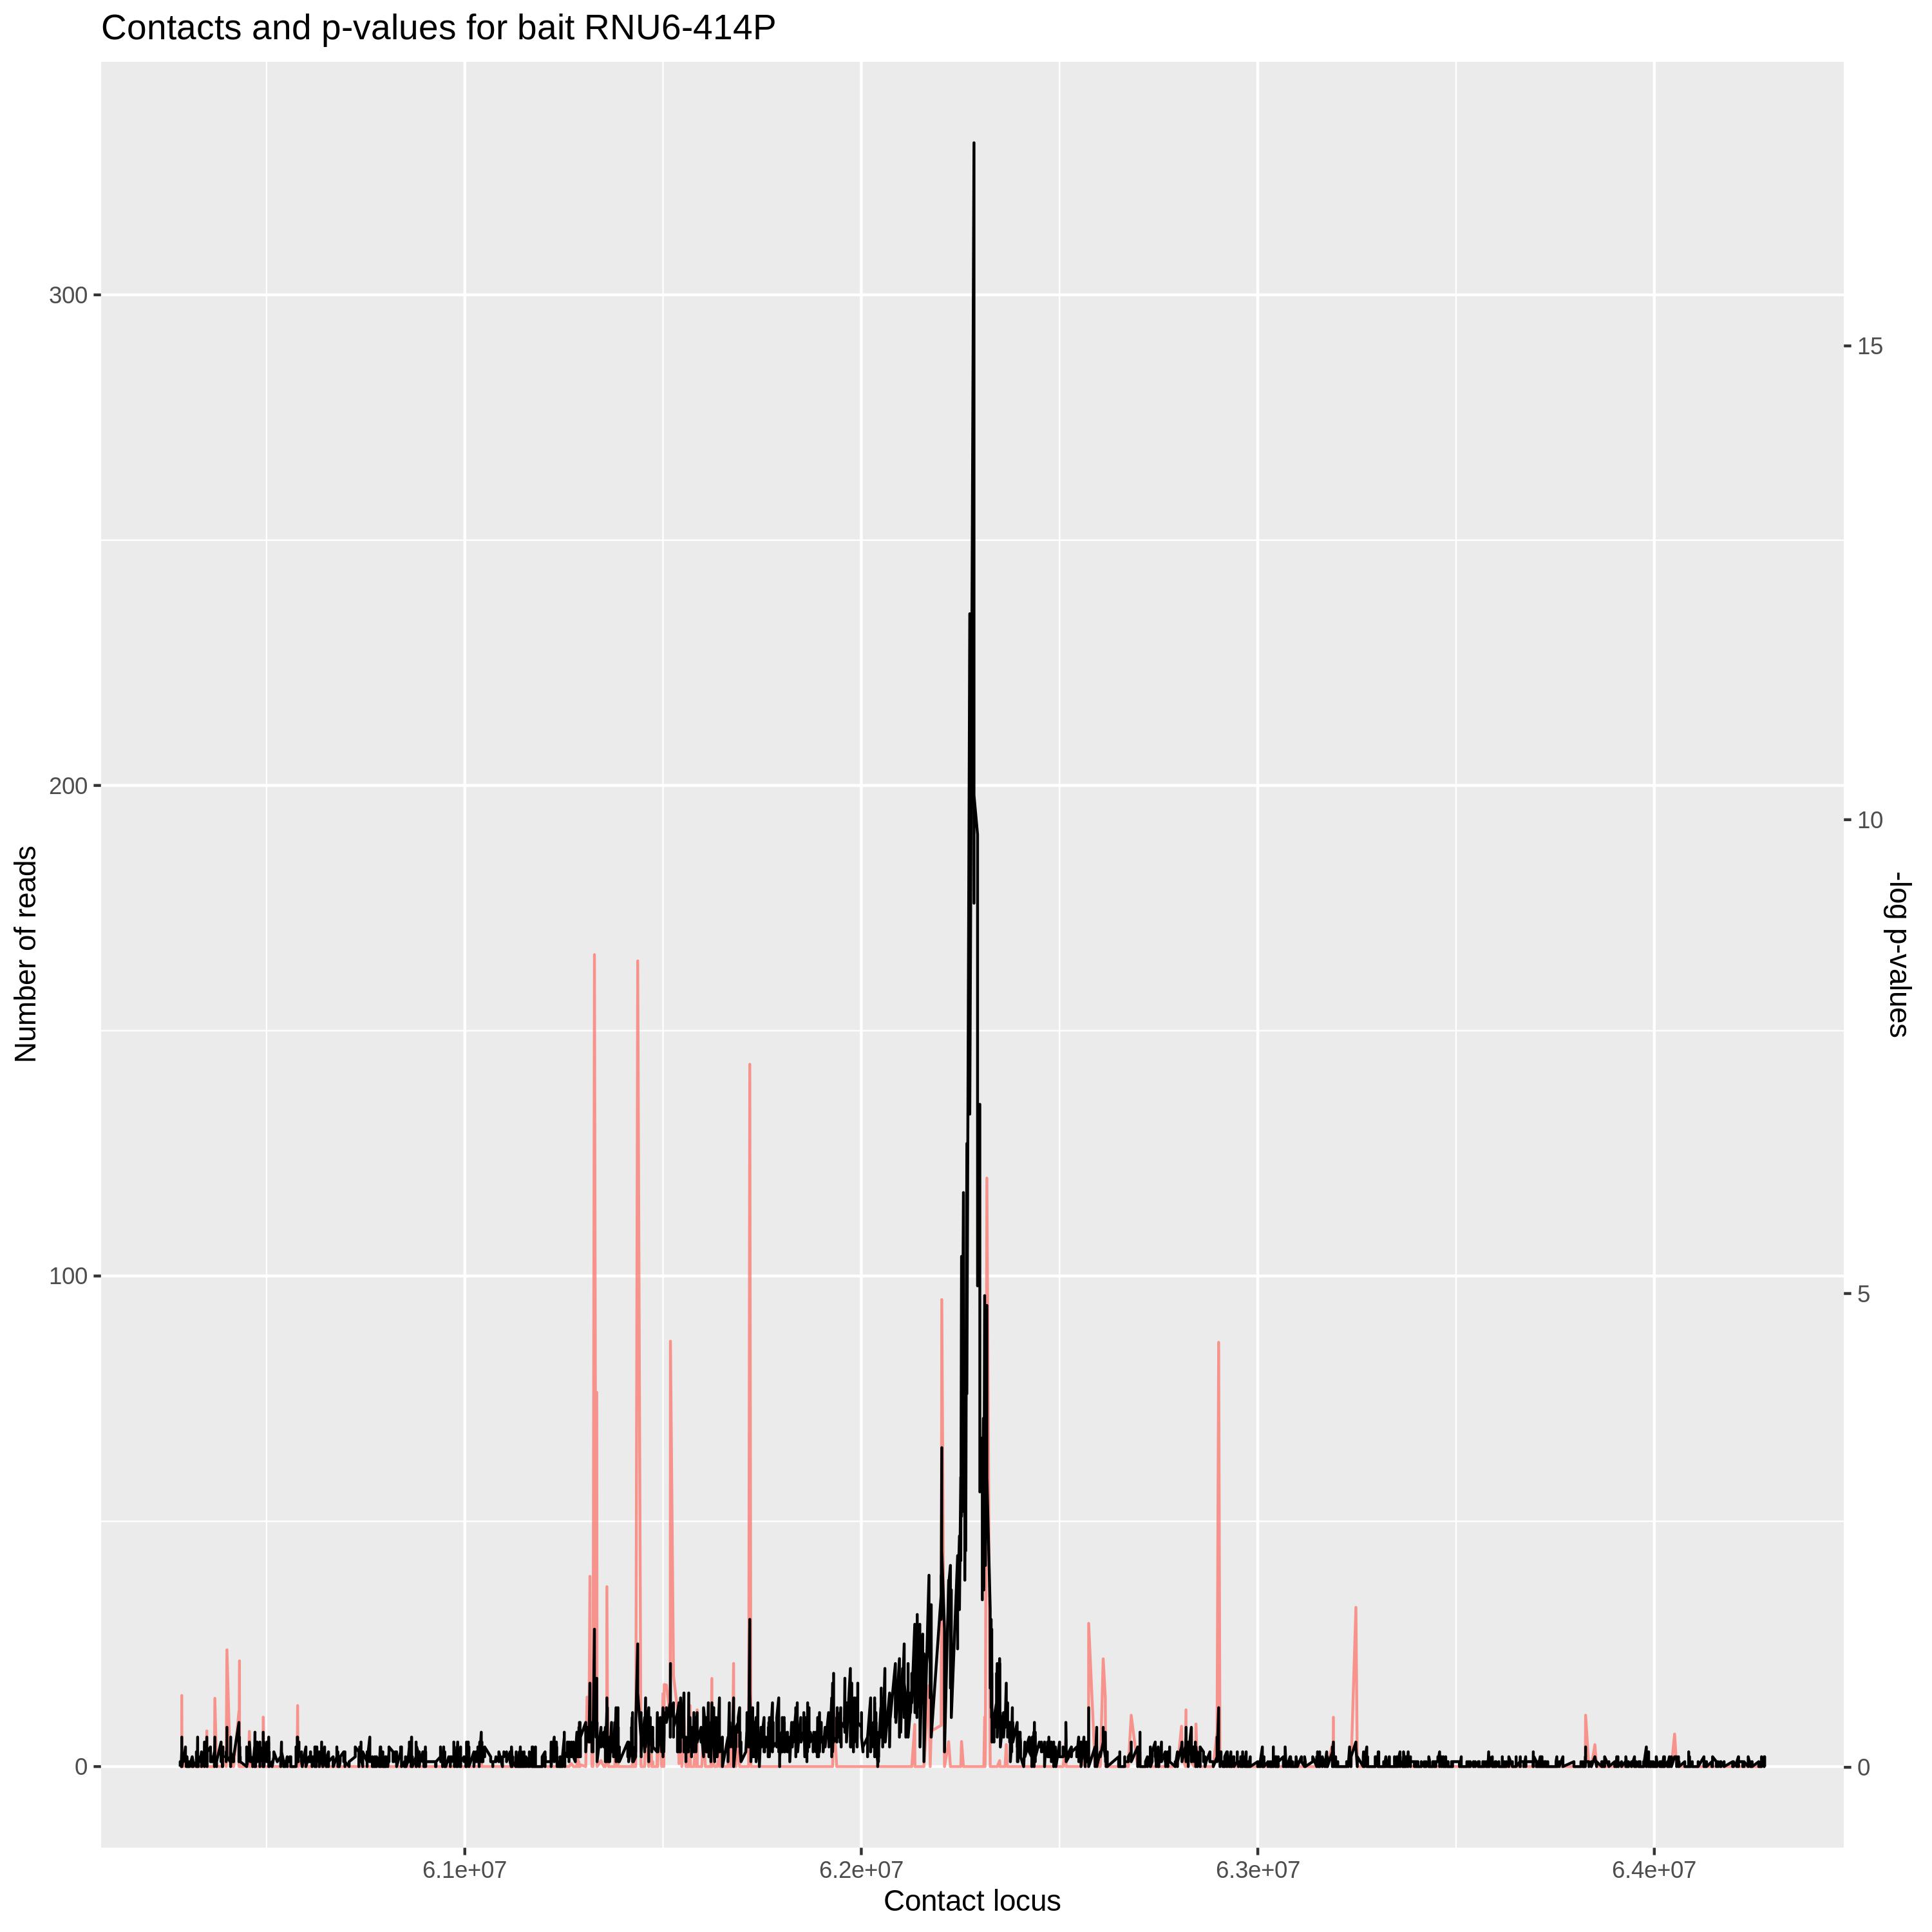 Contacts and p-values for bait RNU6-414P
300
200
100
0
Number of reads
15
10
5
0
-log p-values
6.1e+07
6.2e+07
6.3e+07
6.4e+07
Contact locus